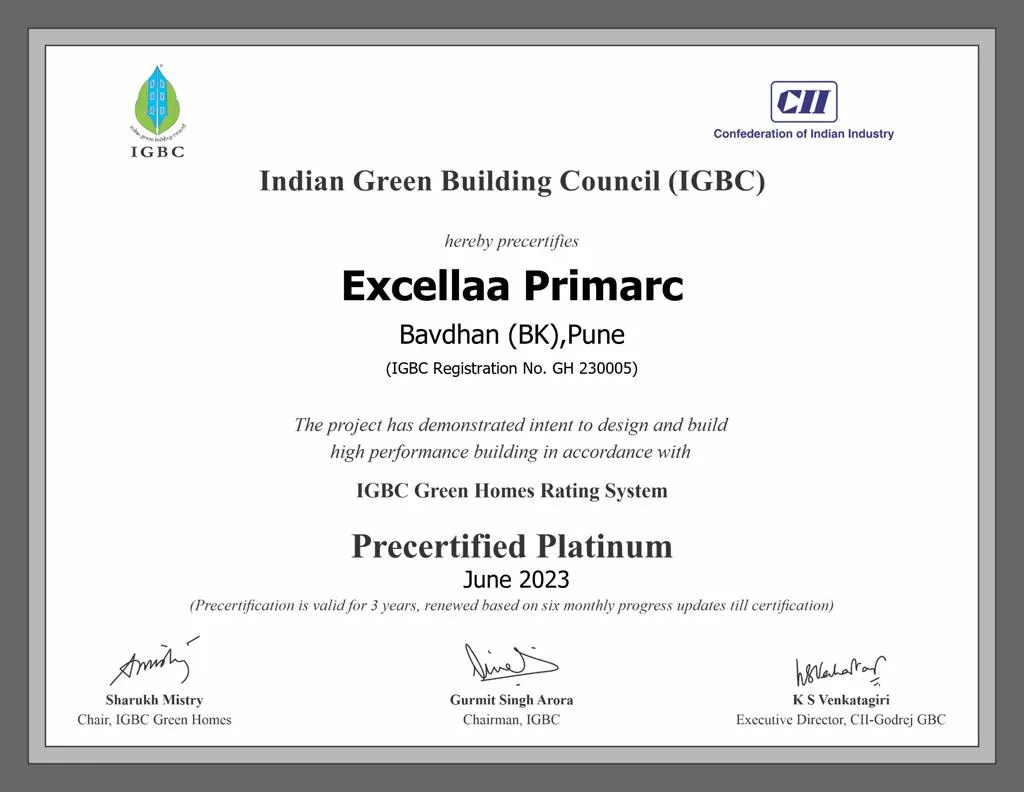 indian green building council
IGBC
CII
Confederation of Indian Industry
Indian Green Building Council (IGBC)
hereby precertifies
Excellaa Primarc
Bavdhan (BK),Pune
(IGBC Registration No. GH 230005)
The project has demonstrated intent to design and build
high performance building in accordance with
IGBC Green Homes Rating System
Precertified Platinum
June 2023
(Precertification is valid for 3 years, renewed based on six monthly progress updates till certification)
Sharukh Mistry
Chair, IGBC Green Homes
Gurmit Singh Arora
Chairman, IGBC
K S Venkatagiri
Executive Director, CII-Godrej GBC